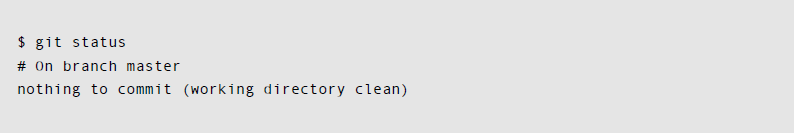 $ git status
# On branch master
nothing to commit (working directory clean)